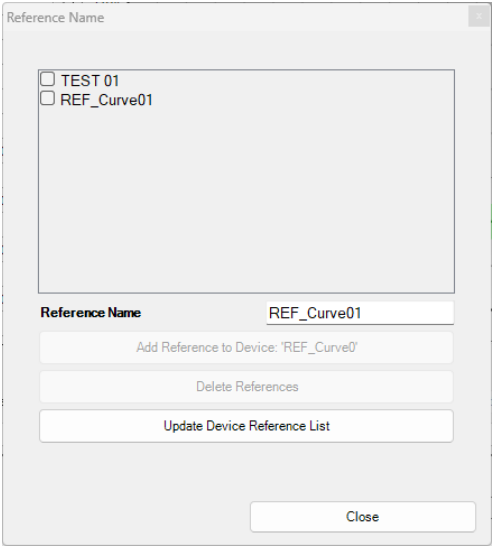 Reference Name
x
TEST 01
REF_Curve01
Reference Name
REF_Curve01
Add Reference to Device: 'REF_Curve0'
Delete References
Update Device Reference List
Close